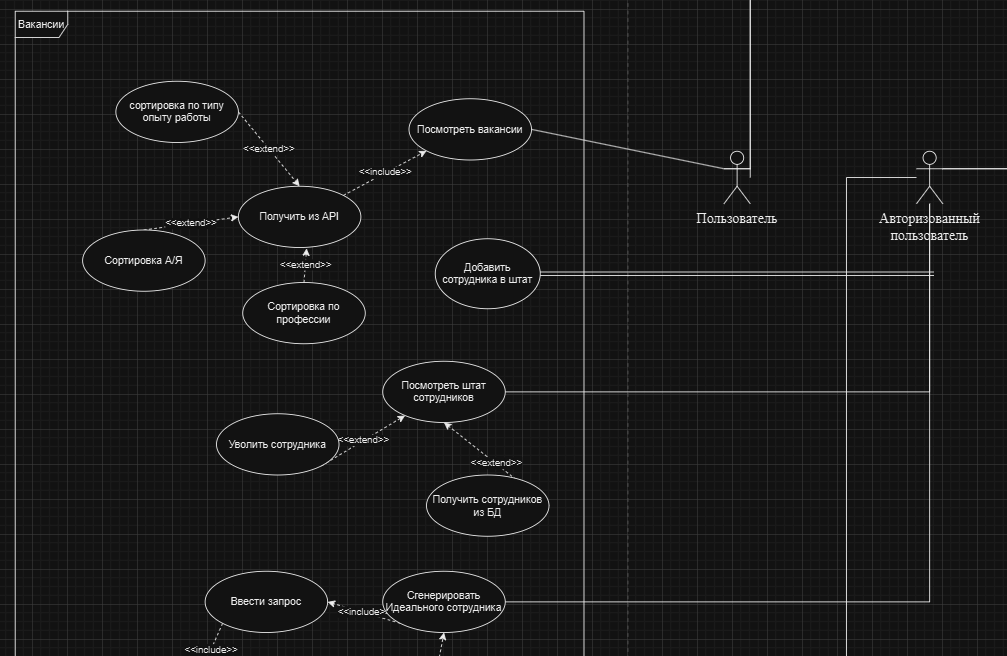 Вакансии
сортировка по типу
опыту работы
Посмотреть вакансии
<<extend>>
<<include>>
Получить из API
Пользователь
Авторизованный
пользователь
<<extend>>
Сортировка А/Я
<<extend>>
Добавить
сотрудника в штат
Сортировка по
профессии
Посмотреть штат
сотрудников
Уволить сотрудника
<<extend>>
<<extend>>
Получить сотрудников
из БД
Ввести запрос
Сгенерировать
Идеального сотрудника
<<include>
<<include>>